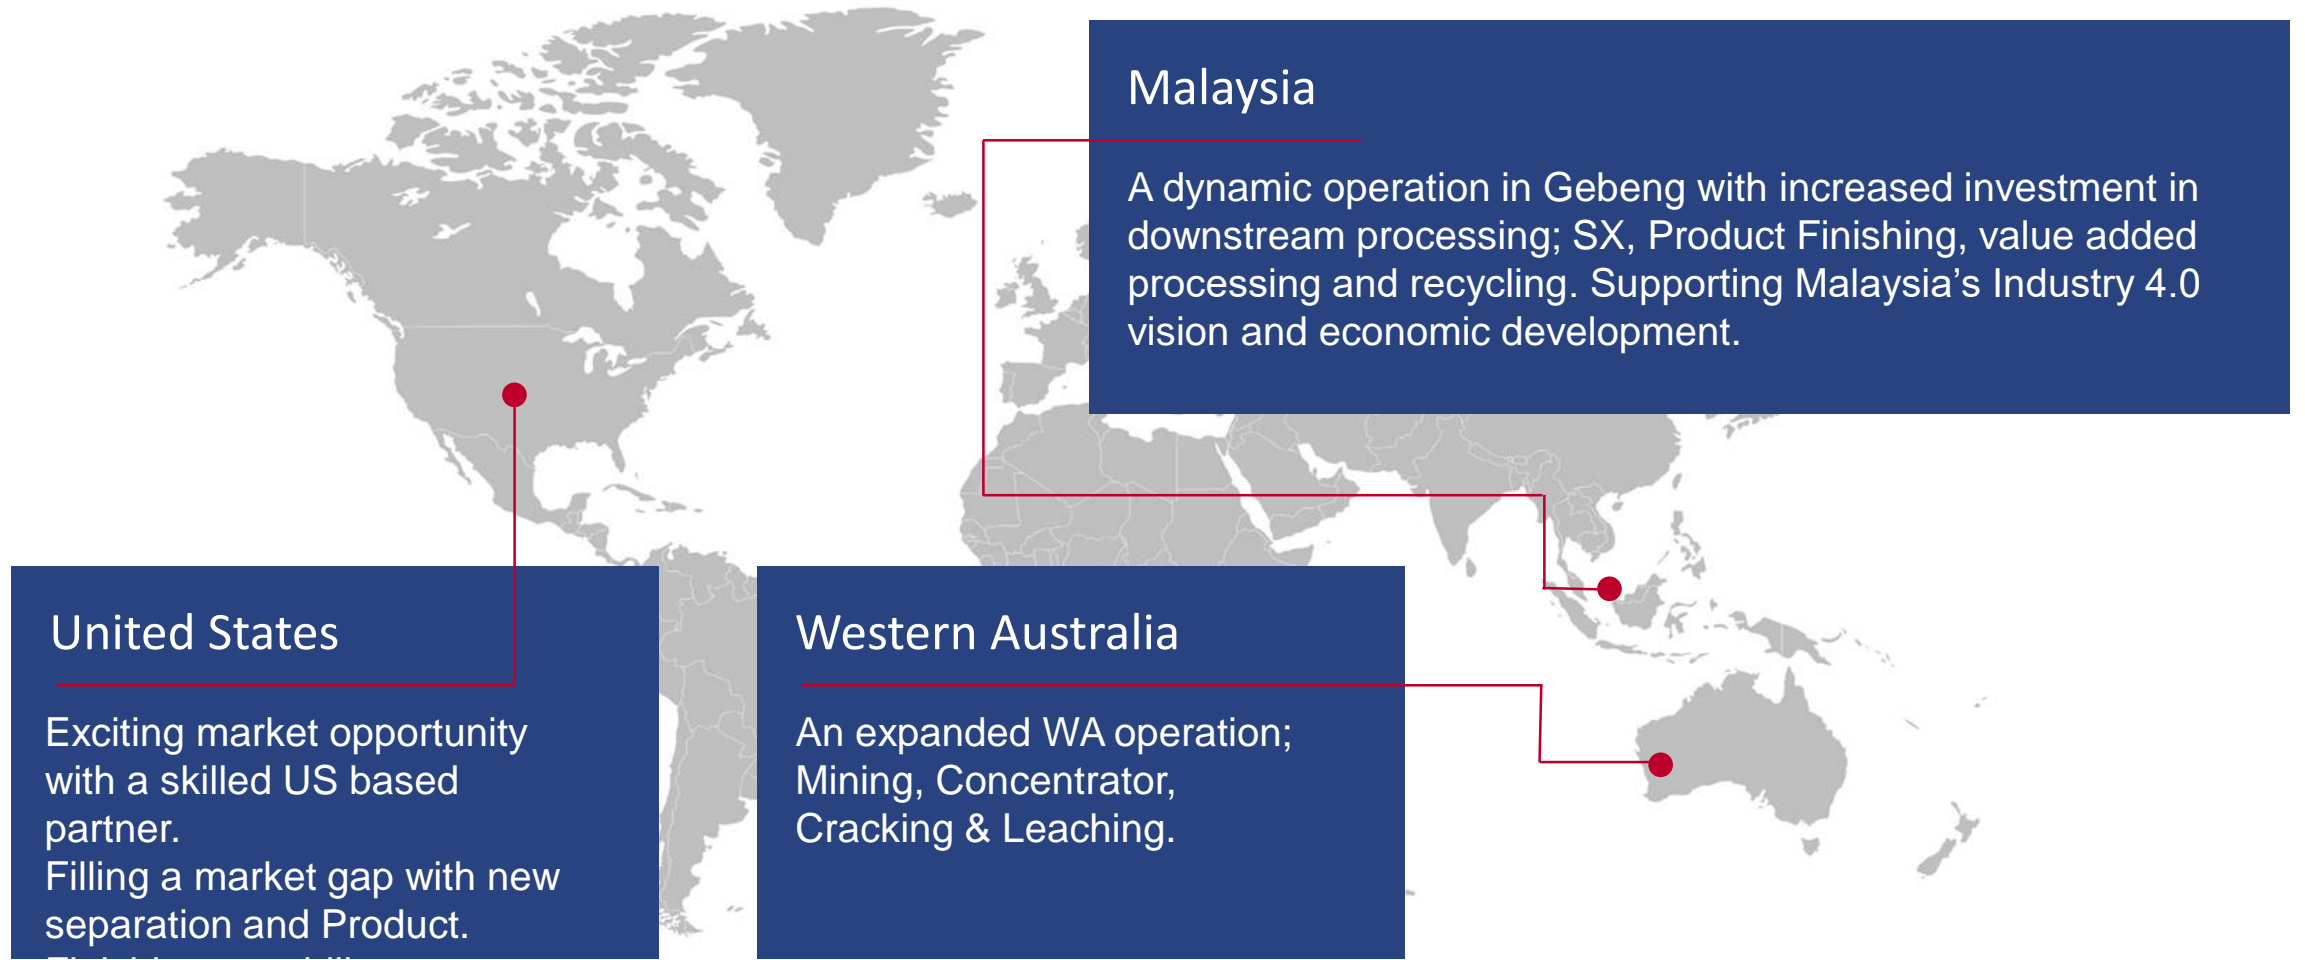 Malaysia
A dynamic operation in Gebeng with increased investment in
downstream processing; SX, Product Finishing, value added
processing and recycling. Supporting Malaysia’s Industry 4.0
vision and economic development.
United States
Exciting market opportunity
with a skilled US based
partner.
Filling a market gap with new
separation and Product.
Western Australia
An expanded WA operation;
Mining, Concentrator,
Cracking & Leaching.